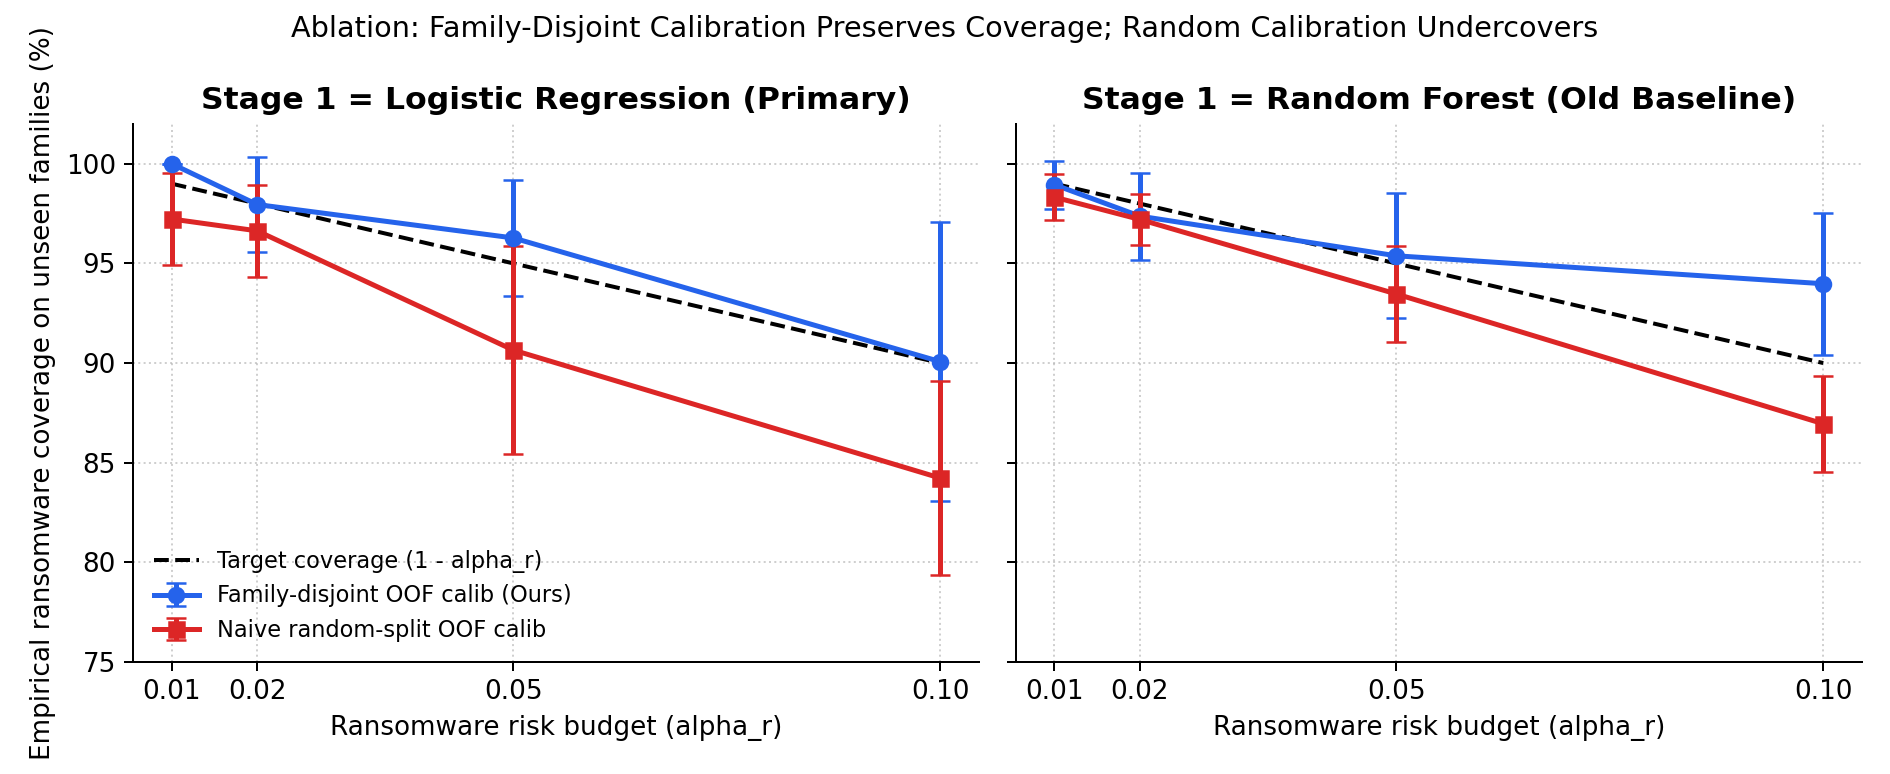 Ablation: Family-Disjoint Calibration Preserves Coverage; Random Calibration Undercovers
Empirical ransomware coverage on unseen families (%)
Stage 1 = Logistic Regression (Primary)
100
95
90
85
80
75
Target coverage (1 - alpha_r)
Family-disjoint OOF calib (Ours)
Naive random-split OOF calib
0.01 0.02 0.05 0.10
Ransomware risk budget (alpha_r)
Stage 1 = Random Forest (Old Baseline)
0.01 0.02 0.05 0.10
Ransomware risk budget (alpha_r)